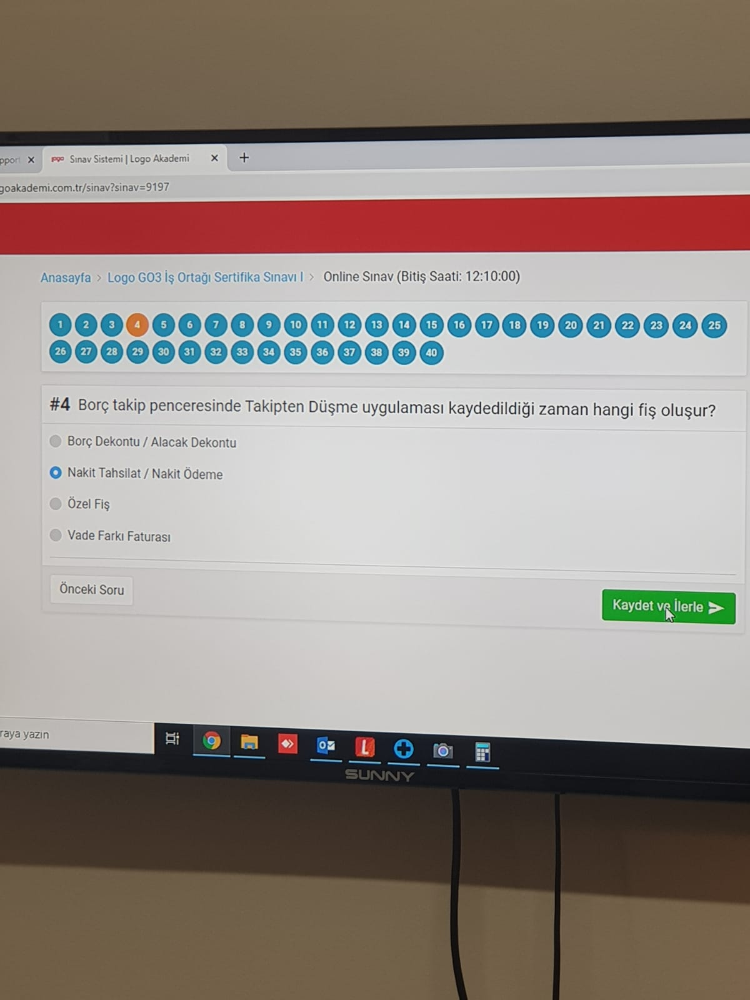 pport
Sınav Sistemi | Logo Akademi
goakademi.com.tr/sinav?sinav=9197
Anasayfa > Logo GO3 İş Ortağı Sertifika Sınavı I > Online Sınav (Bitiş Saati: 12:10:00)
1 2 3 4 5 6 7 8 9 10 11 12 13 14 15 16 17 18 19 20 21 22 23 24 25
26 27 28 29 30 31 32 33 34 35 36 37 38 39 40
#4 Borç takip penceresinde Takipten Düşme uygulaması kaydedildiği zaman hangi fiş oluşur?
Borç Dekontu / Alacak Dekontu
Nakit Tahsilat / Nakit Ödeme
Özel Fiş
Vade Farkı Faturası
Önceki Soru
Kaydet ve İlerle
raya yazın
SUNNY